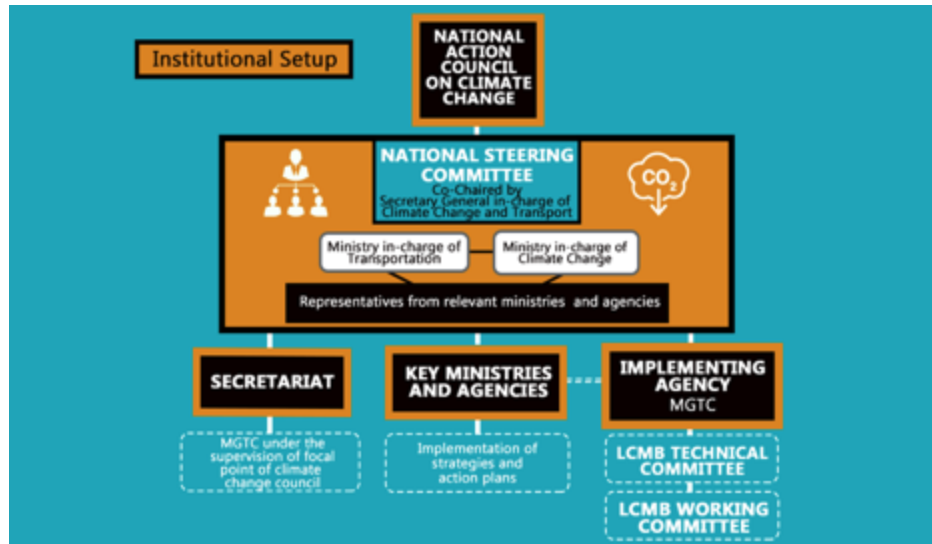 Institutional Setup
NATIONAL
ACTION
COUNCIL
ON CLIMATE
CHANGE
NATIONAL STEERING
COMMITTEE
Co-Chaired by
Secretary General in-charge of
Climate Change and Transport
CO2
Ministry in-charge of
Transportation
Ministry in-charge of
Climate Change
Representatives from relevant ministries and agencies
SECRETARIAT
MGTC under the
supervision of focal
point of climate
change council
KEY MINISTRIES
AND AGENCIES
Implementation of
strategies and
action plans
IMPLEMENTING
AGENCY
MGTC
LCMB TECHNICAL
COMMITTEE
LCMB WORKING
COMMITTEE